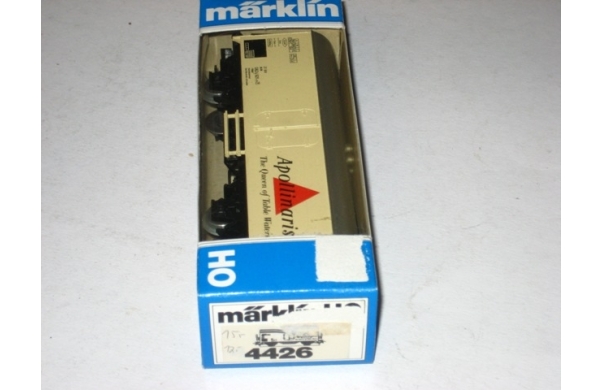 märklin
Apollinaris
The Queen of Table Waters
HO
märklin HO
4426